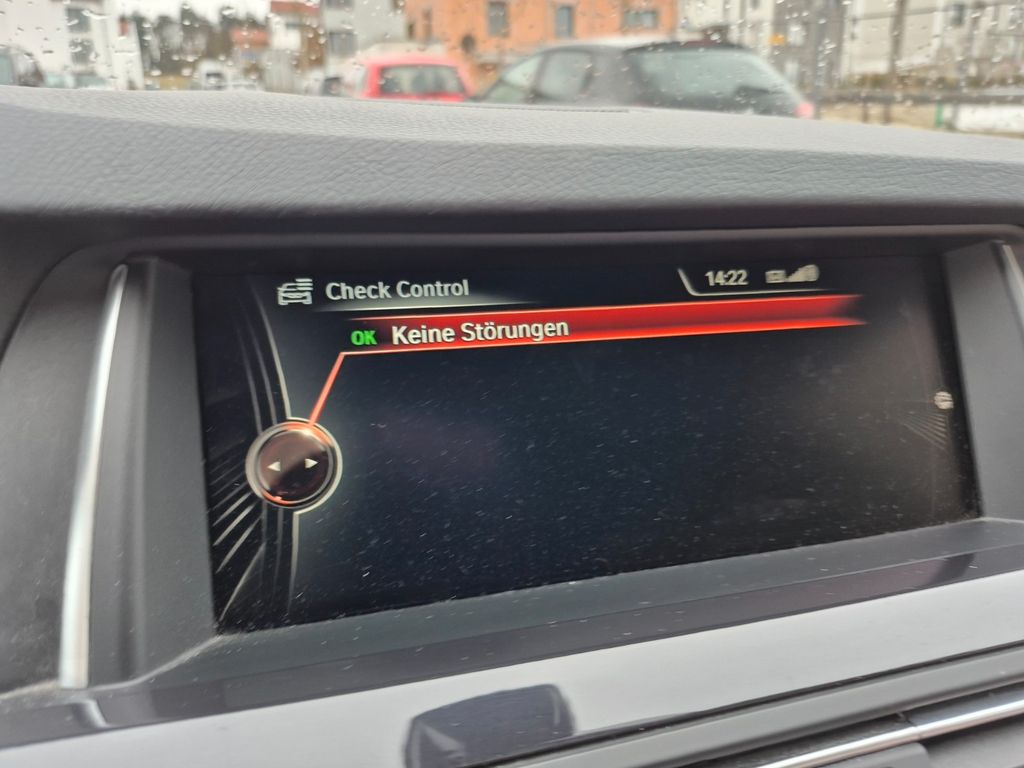 Check Control
14:22
OK Keine Störungen